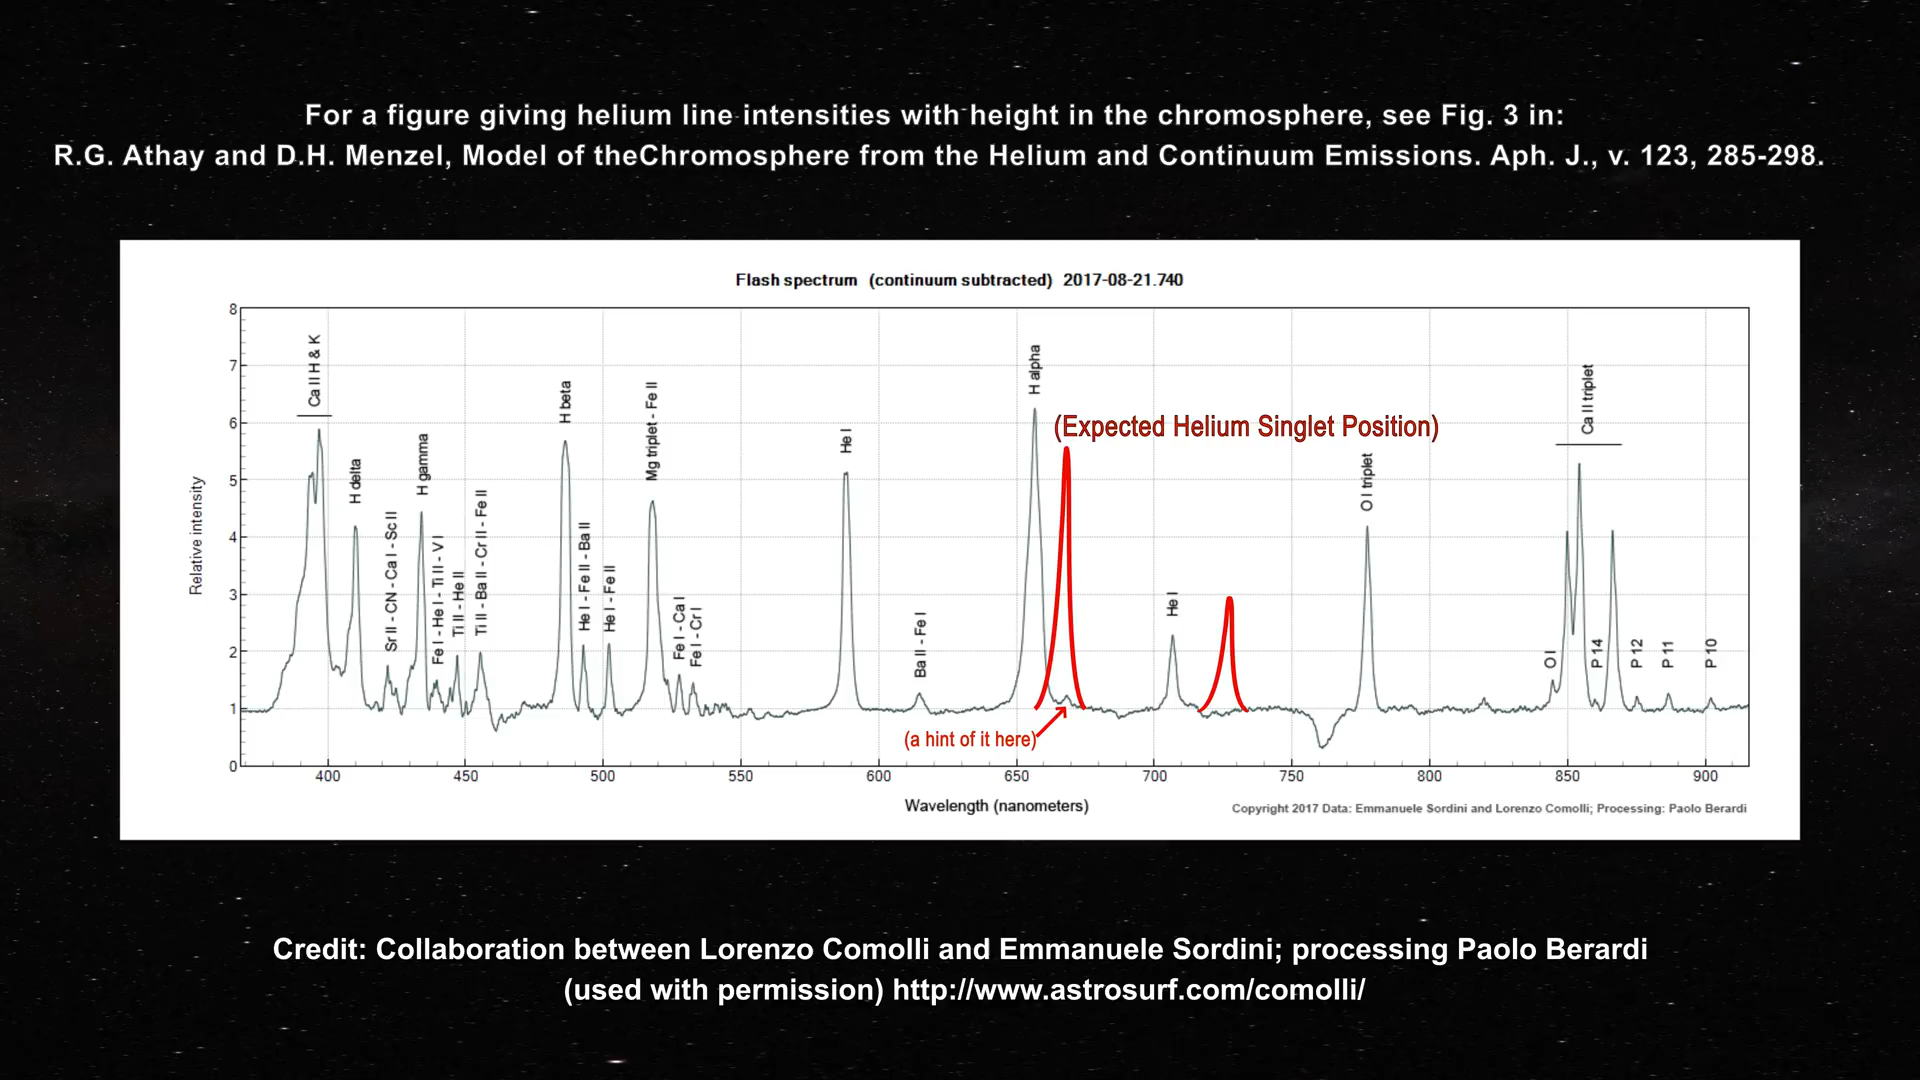 For a figure giving helium line intensities with height in the chromosphere, see Fig. 3 in:
R.G. Athay and D.H. Menzel, Model of theChromosphere from the Helium and Continuum Emissions. Aph. J., v. 123, 285-298.
Flash spectrum (continuum subtracted) 2017-08-21.740
Relative intensity
8
7
6
5
4
3
2
1
0
Ca II H & K
H delta
Sr II - CN - Ca I - Sc II
H gamma
Fe I - He I - Ti II - V I
Ti II - He II
Ti II - Ba II - Cr II - Fe II
H beta
He I - Fe II - Ba II
He I - Fe II
Mg triplet - Fe II
Fe I - Ca I
Fe I - Cr I
He I
Ba II - Fe I
H alpha
(Expected Helium Singlet Position)
(a hint of it here)
He I
O I triplet
O I
Ca II triplet
P 14
P 12
P 11
P 10
400 450 500 550 600 650 700 750 800 850 900
Wavelength (nanometers)
Copyright 2017 Data: Emmanuele Sordini and Lorenzo Comolli; Processing: Paolo Berardi
Credit: Collaboration between Lorenzo Comolli and Emmanuele Sordini; processing Paolo Berardi
(used with permission) http://www.astrosurf.com/comolli/